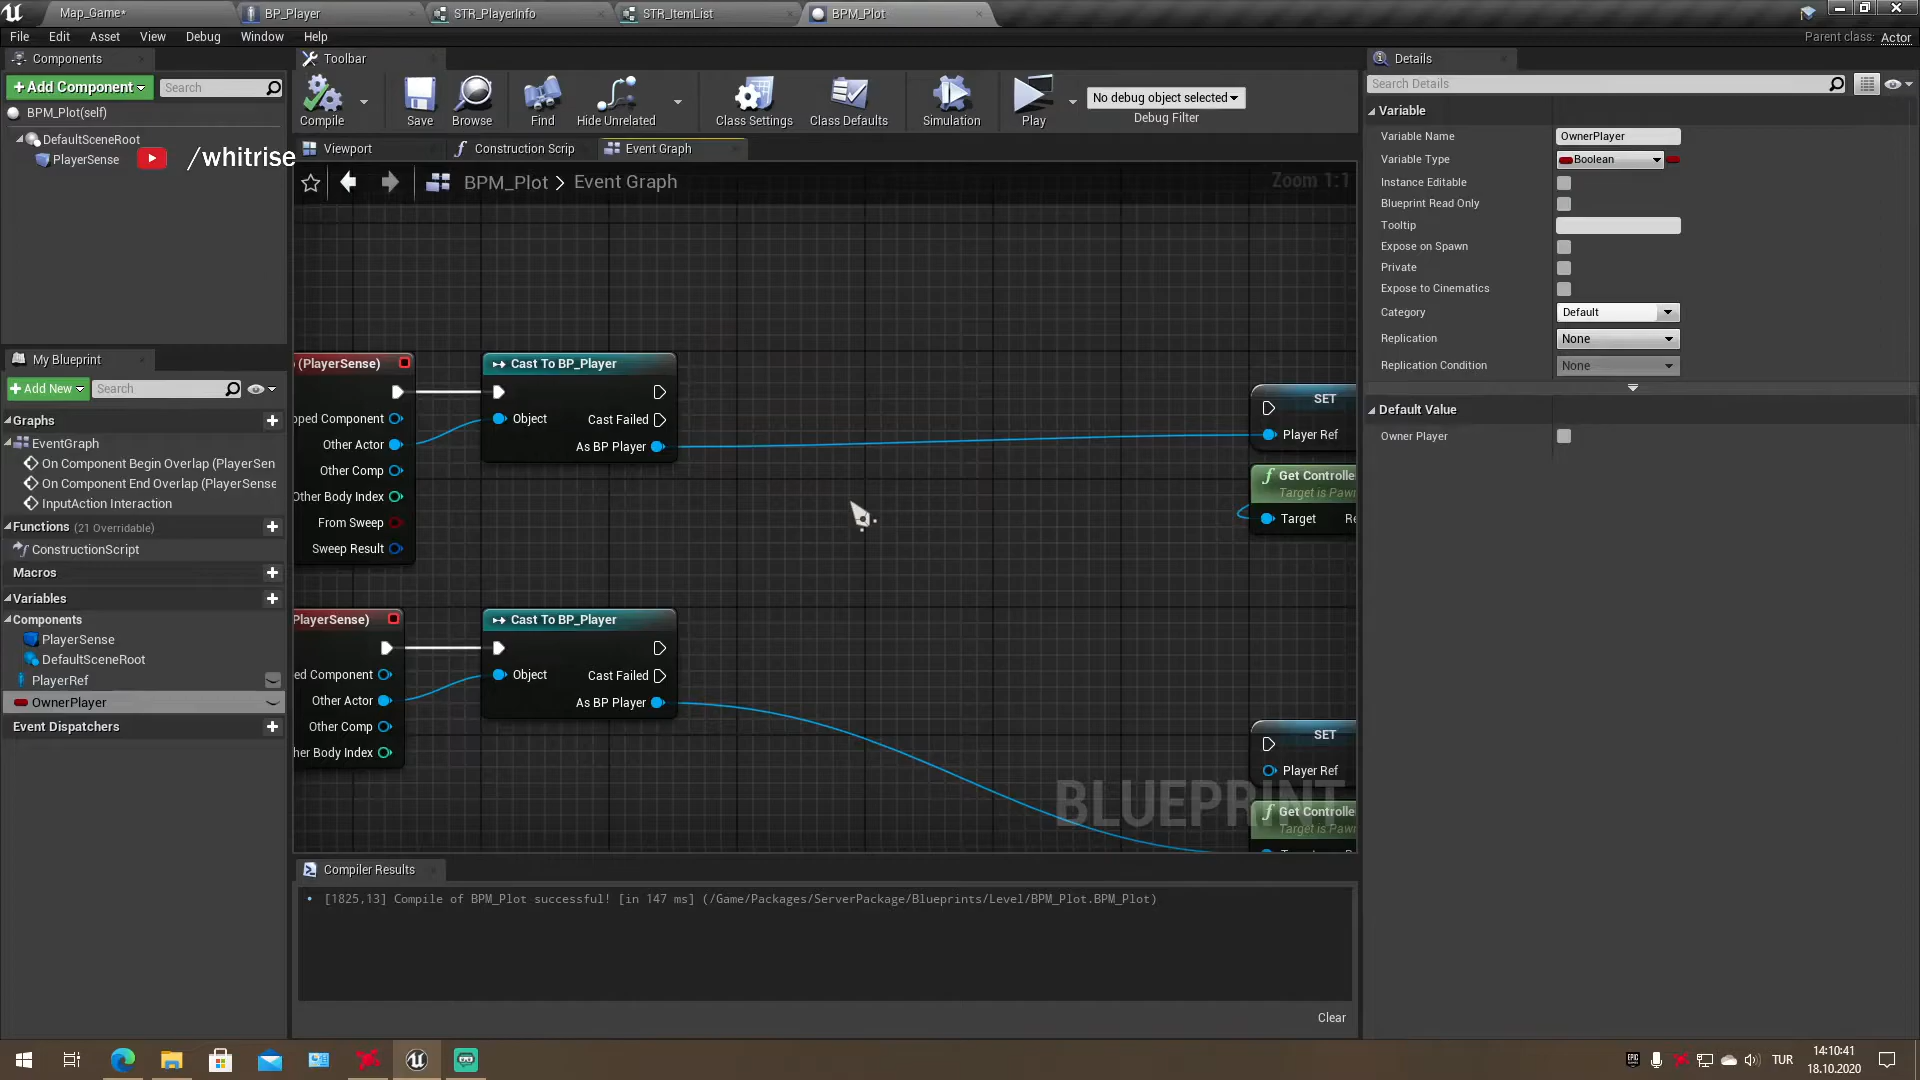 Map_Game*
BP_Player
STR_PlayerInfo
STR_ItemList
BPM_Plot
File Edit Asset View Debug Window Help
Parent class: Actor
Components
+Add Component
Search
BPM_Plot(self)
DefaultSceneRoot
PlayerSense
/whitrise
Toolbar
Compile
Save
Browse
Find
Hide Unrelated
Class Settings
Class Defaults
Simulation
Play
No debug object selected
Debug Filter
Viewport
Construction Scrip
Event Graph
BPM_Plot > Event Graph
Zoom 1:1
(PlayerSense)
pped Component
Other Actor
Other Comp
Other Body Index
From Sweep
Sweep Result
Cast To BP_Player
Object
Cast Failed
As BP Player
SET
Player Ref
Get Controlle
Target is Pawn
Target
Re
PlayerSense)
ed Component
Other Actor
Other Comp
her Body Index
Cast To BP_Player
Object
Cast Failed
As BP Player
SET
Player Ref
Get Controlle
Target is Pawn
BLUEPRINT
My Blueprint
+Add New
Search
Graphs
EventGraph
On Component Begin Overlap (PlayerSen
On Component End Overlap (PlayerSense
InputAction Interaction
Functions (21 Overridable)
ConstructionScript
Macros
Variables
Components
PlayerSense
DefaultSceneRoot
PlayerRef
OwnerPlayer
Event Dispatchers
Compiler Results
• [1825,13] Compile of BPM_Plot successful! [in 147 ms] (/Game/Packages/ServerPackage/Blueprints/Level/BPM_Plot.BPM_Plot)
Clear
Details
Search Details
Variable
Variable Name OwnerPlayer
Variable Type Boolean
Instance Editable
Blueprint Read Only
Tooltip
Expose on Spawn
Private
Expose to Cinematics
Category Default
Replication None
Replication Condition None
Default Value
Owner Player
TUR
14:10:41
18.10.2020